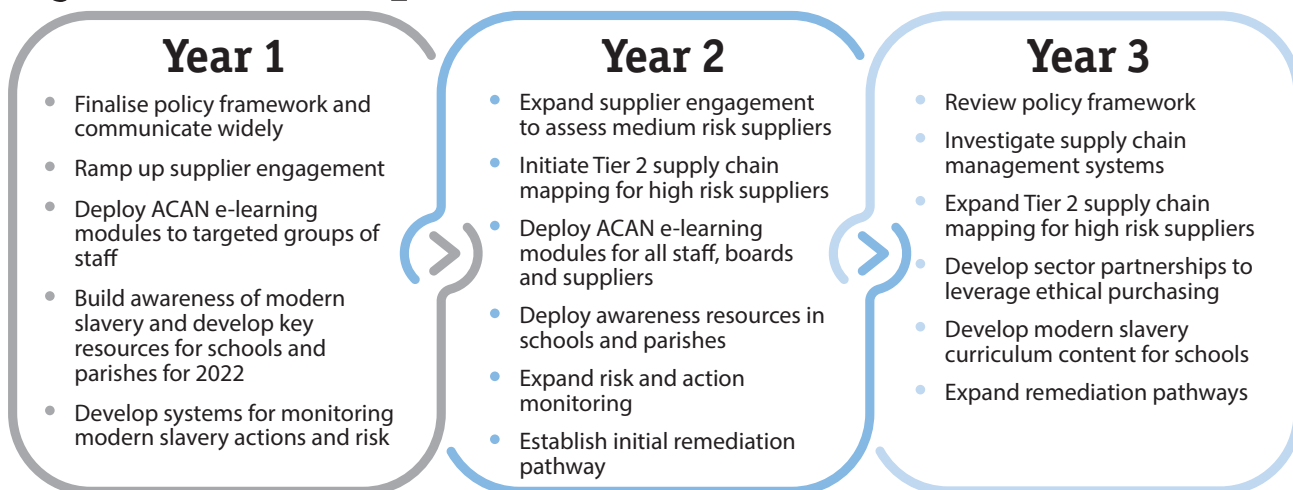 Year 1
• Finalise policy framework and
communicate widely
• Ramp up supplier engagement
• Deploy ACAN e-learning
modules to targeted groups of
staff
• Build awareness of modern
slavery and develop key
resources for schools and
parishes for 2022
• Develop systems for monitoring
modern slavery actions and risk
Year 2
• Expand supplier engagement
to assess medium risk suppliers
• Initiate Tier 2 supply chain
mapping for high risk suppliers
• Deploy ACAN e-learning
modules for all staff, boards
and suppliers
• Deploy awareness resources in
schools and parishes
• Expand risk and action
monitoring
• Establish initial remediation
pathway
Year 3
• Review policy framework
• Investigate supply chain
management systems
• Expand Tier 2 supply chain
mapping for high risk suppliers
• Develop sector partnerships to
leverage ethical purchasing
• Develop modern slavery
curriculum content for schools
• Expand remediation pathways